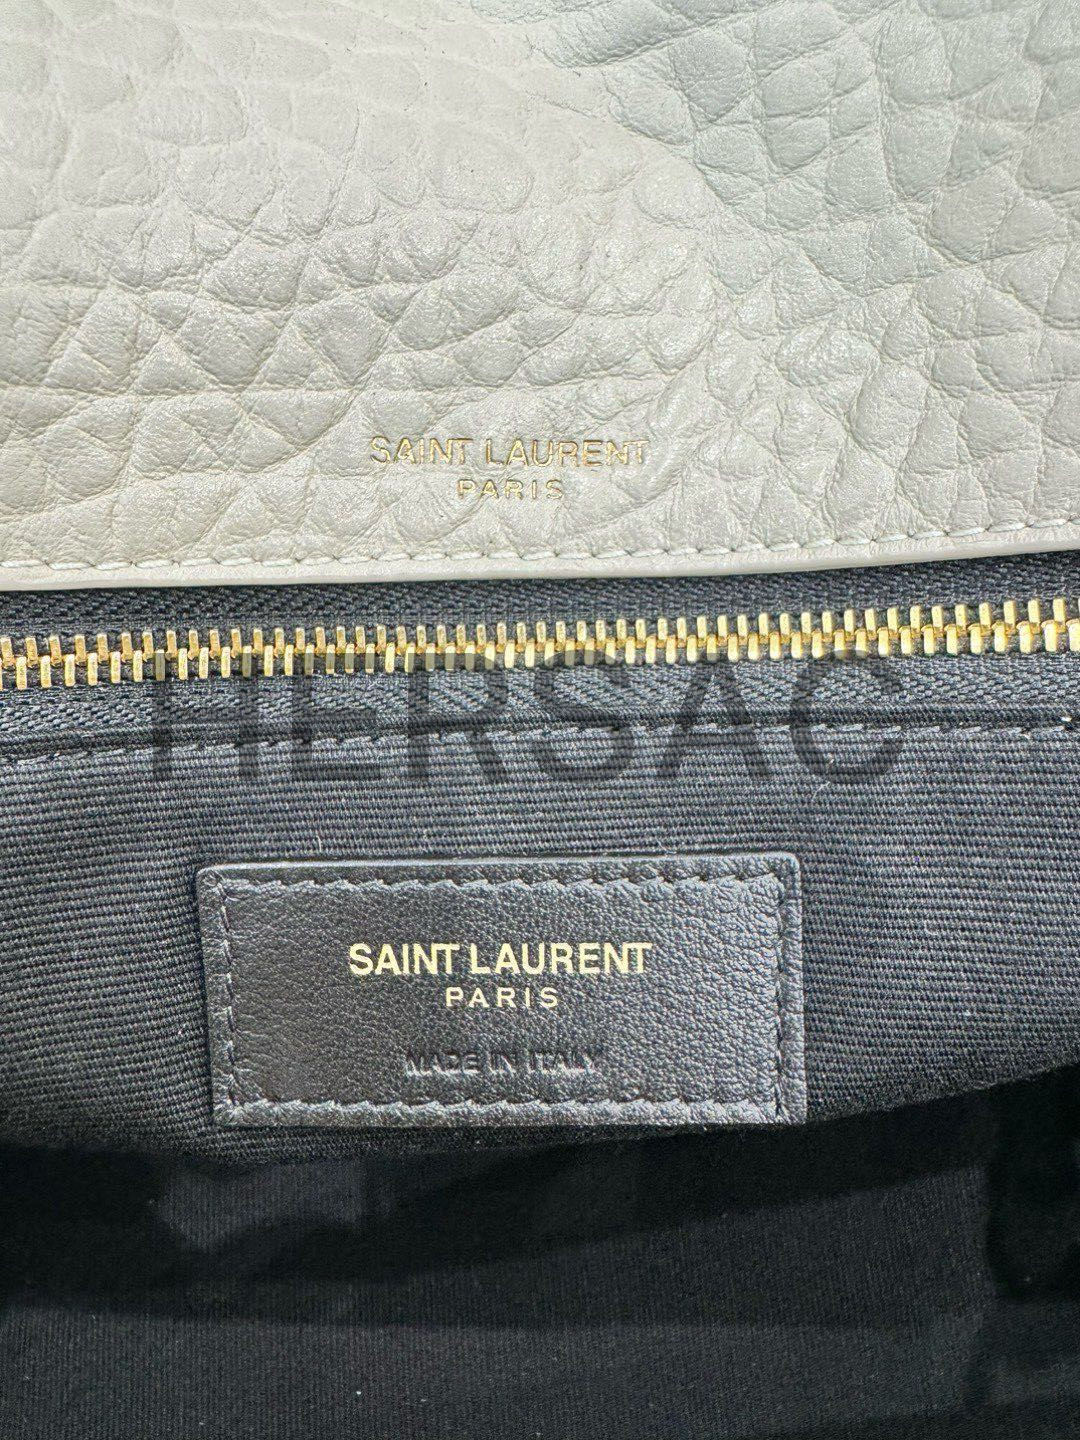 SAINT LAURENT
PARIS
HERSAC
SAINT LAURENT
PARIS
MADE IN ITALY